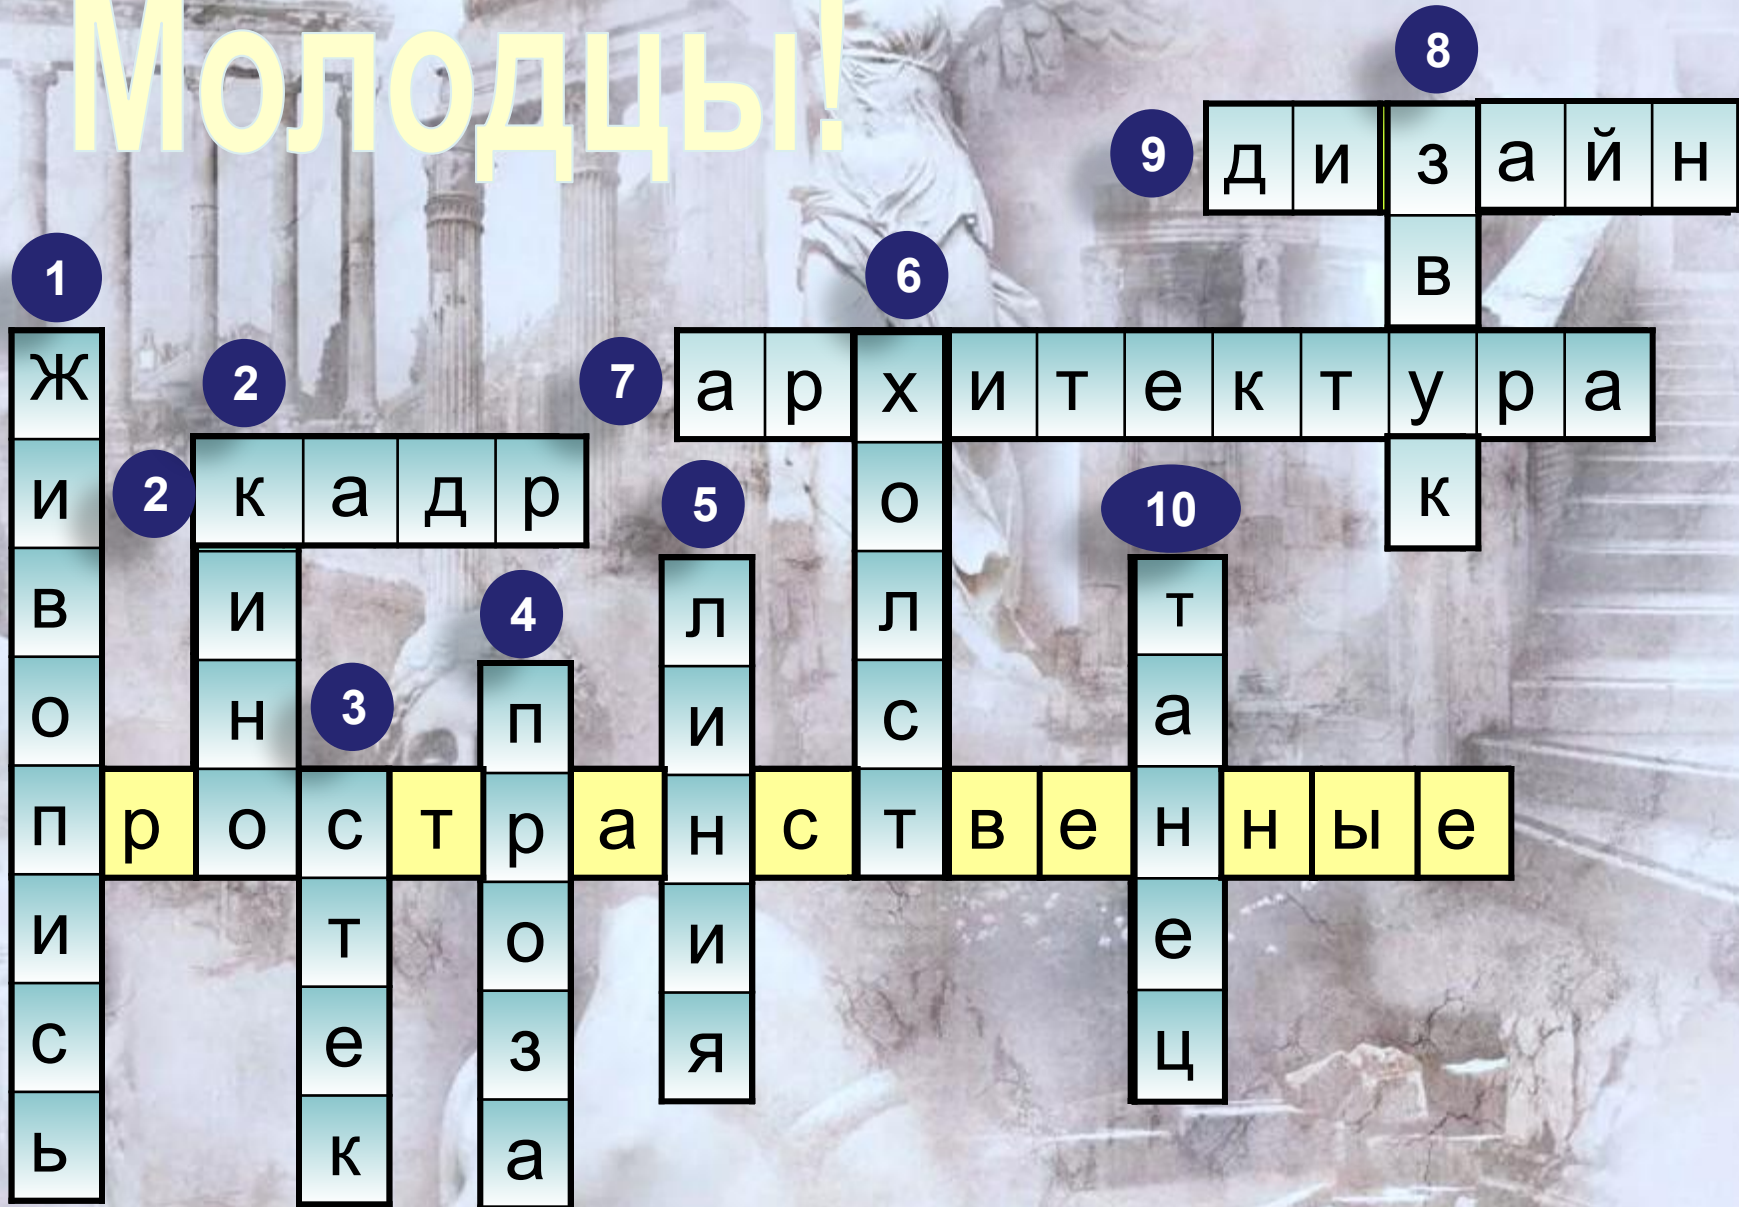 Молодцы!
8
звук
9
дизайн
1
Живопись
6
холст
7
архитектура
2
кино
2
кадр
5
линия
10
танец
4
проза
3
стек
пространственные